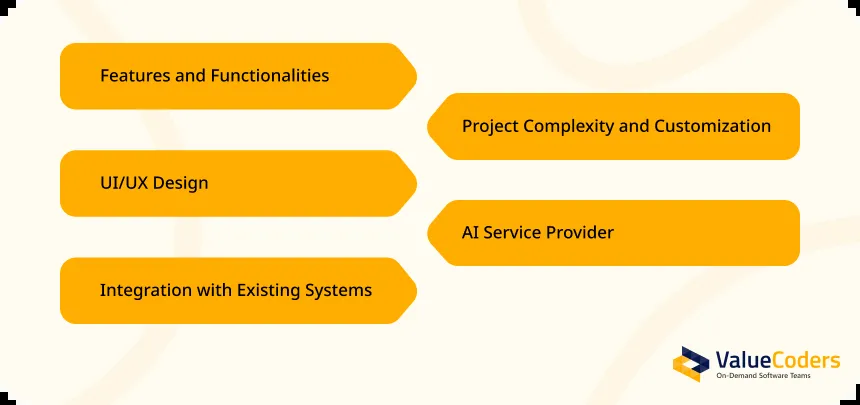 Features and Functionalities
Project Complexity and Customization
UI/UX Design
AI Service Provider
Integration with Existing Systems
ValueCoders
On-Demand Software Teams